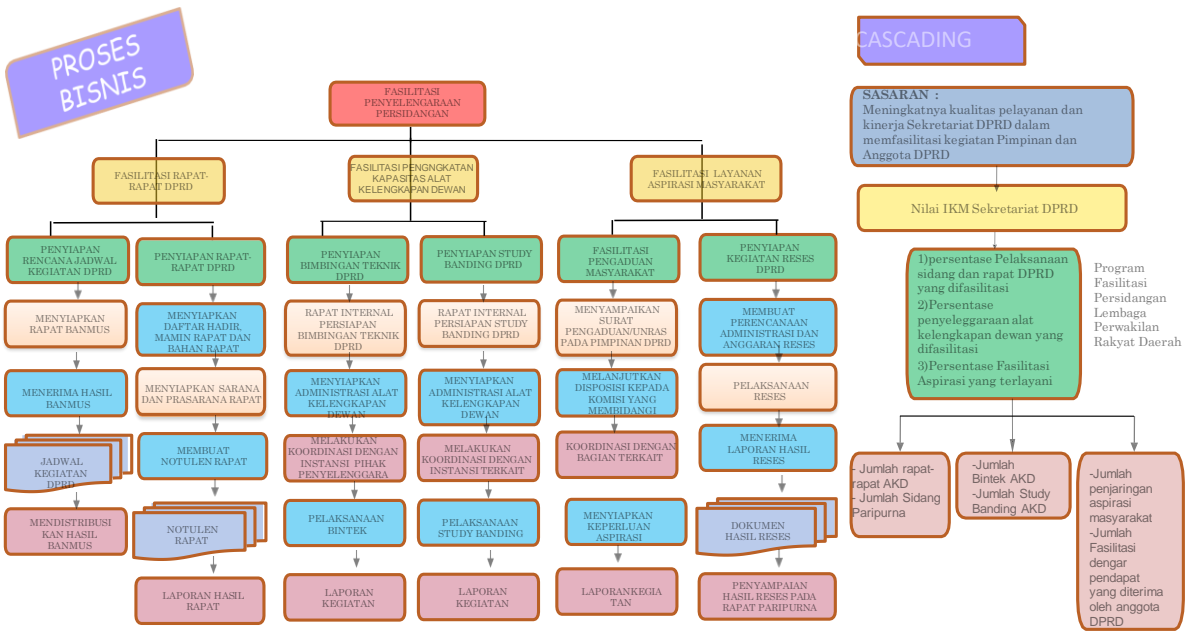 PROSES
BISNIS
CASCADING
FASILITASI
PENYELENGARAAN
PERSIDANGAN
FASILITASI RAPAT-
RAPAT DPRD
FASILITASI PENGNGKATAN
KAPASITAS ALAT
KELENGKAPAN DEWAN
FASILITASI LAYANAN
ASPIRASI MASYARAKAT
PENYIAPAN
RENCANA JADWAL
KEGIATAN DPRD
MENYIAPKAN
RAPAT BANMUS
MENERIMA HASIL
BANMUS
JADWAL
KEGIATAN
DPRD
MENDISTRIBUSI
KAN HASIL
BANMUS
PENYIAPAN RAPAT-
RAPAT DPRD
MENYIAPKAN
DAFTAR HADIR,
MAMIN RAPAT DAN
BAHAN RAPAT
MENYIAPKAN SARANA
DAN PRASARANA RAPAT
MEMBUAT
NOTULEN RAPAT
NOTULEN
RAPAT
LAPORAN HASIL
RAPAT
PENYIAPAN
BIMBINGAN TEKNIK
DPRD
RAPAT INTERNAL
PERSIAPAN
BIMBINGAN TEKNIK
DPRD
MENYIAPKAN
ADMINISTRASI ALAT
KELENGKAPAN
DEWAN
MELAKUKAN
KOORDINASI DENGAN
INSTANSI PIHAK
PENYELENGGARA
PELAKSANAAN
BINTEK
LAPORAN
KEGIATAN
PENYIAPAN STUDY
BANDING DPRD
RAPAT INTERNAL
PERSIAPAN STUDY
BANDING DPRD
MENYIAPKAN
ADMINISTRASI ALAT
KELENGKAPAN
DEWAN
MELAKUKAN
KOORDINASI DENGAN
INSTANSI TERKAIT
PELAKSANAAN
STUDY BANDING
LAPORAN
KEGIATAN
FASILITASI
PENGADUAN
MASYARAKAT
MENYAMPAIKAN
SURAT
PENGADUAN/UNRAS
PADA PIMPINAN DPRD
MELANJUTKAN
DISPOSISI KEPADA
KOMISI YANG
MEMBIDANGI
KOORDINASI DENGAN
BAGIAN TERKAIT
MENYIAPKAN
KEPERLUAN
ASPIRASI
LAPORANKEGIA
TAN
PENYIAPAN
KEGIATAN RESES
DPRD
MEMBUAT
PERENCANAAN
ADMINISTRASI DAN
ANGGARAN RESES
PELAKSANAAN
RESES
MENERIMA
LAPORAN HASIL
RESES
DOKUMEN
HASIL RESES
PENYAMPAIAN
HASIL RESES PADA
RAPAT PARIPURNA
SASARAN :
Meningkatnya kualitas pelayanan dan
kinerja Sekretariat DPRD dalam
memfasilitasi kegiatan Pimpinan dan
Anggota DPRD
Nilai IKM Sekretariat DPRD
1)persentase Pelaksanaan
sidang dan rapat DPRD
yang difasilitasi
2)Persentase
penyeleggaraan alat
kelengkapan dewan yang
difasilitasi
3)Persentase Fasilitasi
Aspirasi yang terlayani
Program
Fasilitasi
Persidangan
Lembaga
Perwakilan
Rakyat Daerah
- Jumlah rapat-
rapat AKD
- Jumlah Sidang
Paripurna
-Jumlah
Bintek AKD
-Jumlah Study
Banding AKD
-Jumlah
penjaringan
aspirasi
masyarakat
-Jumlah
Fasilitasi
dengar
pendapat
yang diterima
oleh anggota
DPRD